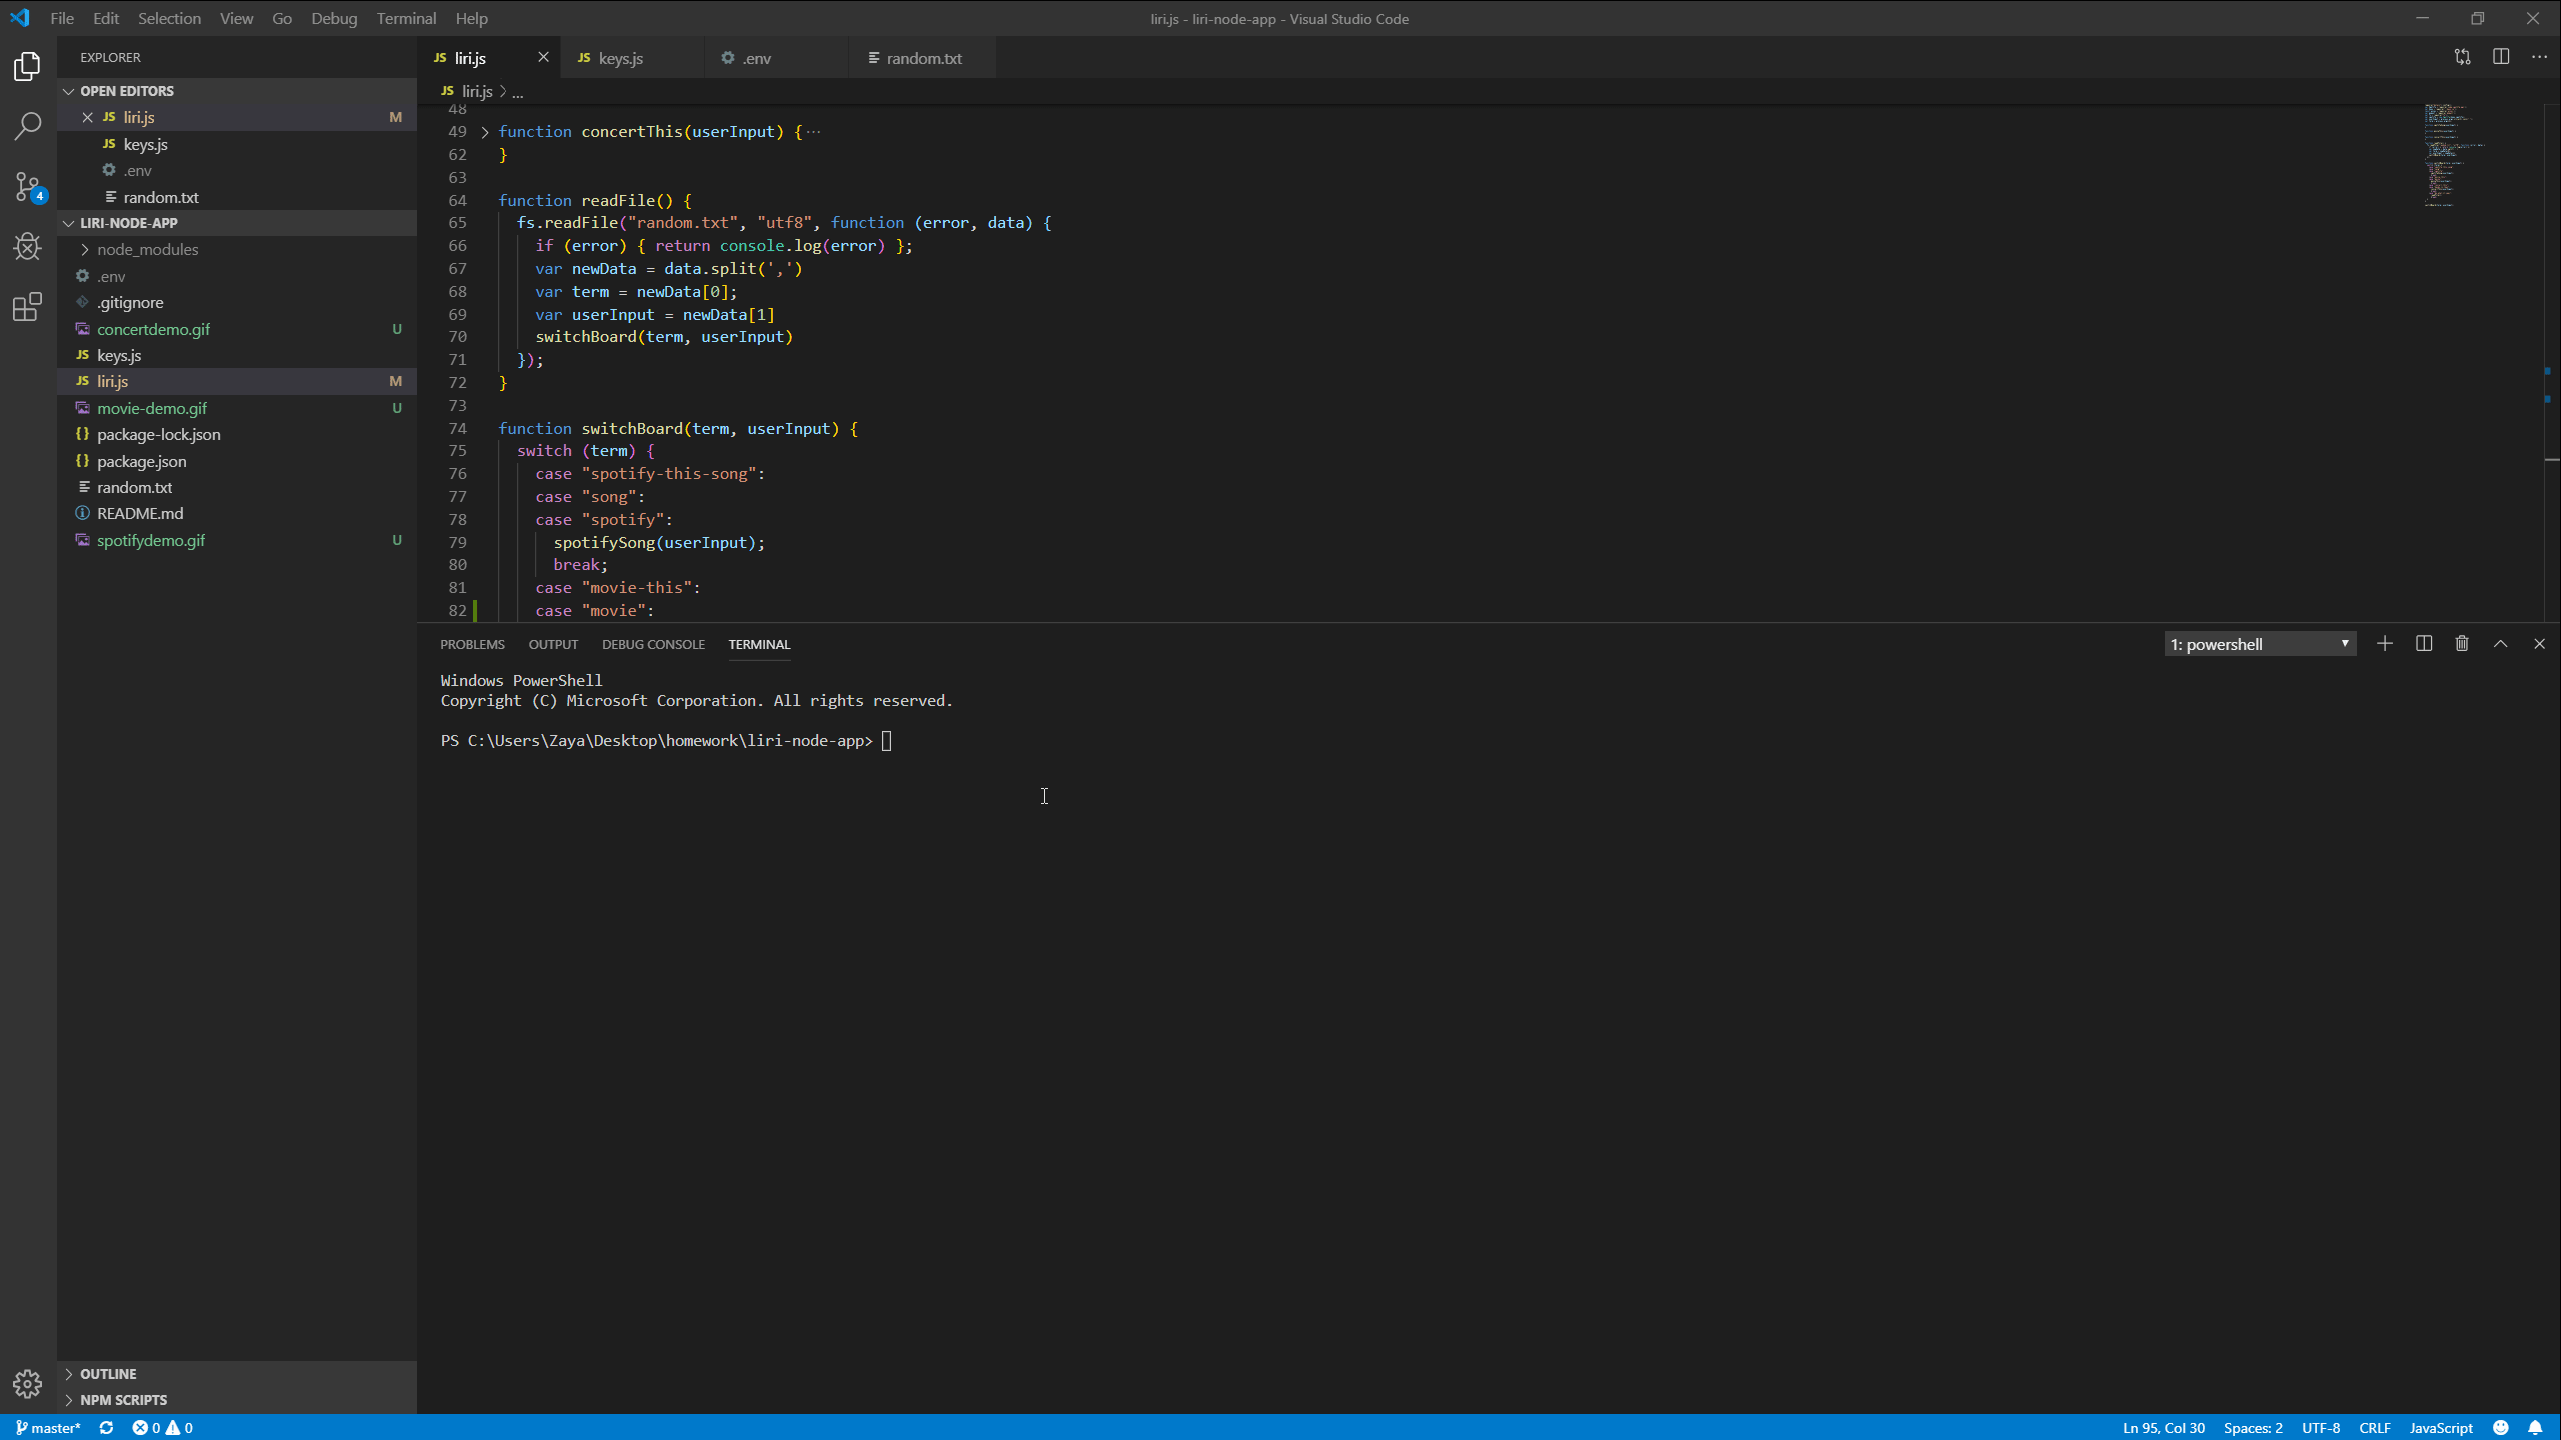 File Edit Selection View Go Debug Terminal Help
liri.js - liri-node-app - Visual Studio Code
EXPLORER
OPEN EDITORS
JS liri.js M
JS keys.js
.env
random.txt
LIRI-NODE-APP
node_modules
.env
.gitignore
concertdemo.gif U
JS keys.js
JS liri.js M
movie-demo.gif U
{} package-lock.json
{} package.json
random.txt
README.md
spotifydemo.gif U
4
OUTLINE
NPM SCRIPTS
JS liri.js JS keys.js .env random.txt
JS liri.js > ...
48
49 function concertThis(userInput) {···
62 }
63
64 function readFile() {
65 fs.readFile("random.txt", "utf8", function (error, data) {
66 if (error) { return console.log(error) };
67 var newData = data.split(',')
68 var term = newData[0];
69 var userInput = newData[1]
70 switchBoard(term, userInput)
71 });
72 }
73
74 function switchBoard(term, userInput) {
75 switch (term) {
76 case "spotify-this-song":
77 case "song":
78 case "spotify":
79 spotifySong(userInput);
80 break;
81 case "movie-this":
82 case "movie":
PROBLEMS OUTPUT DEBUG CONSOLE TERMINAL
1: powershell
Windows PowerShell
Copyright (C) Microsoft Corporation. All rights reserved.
PS C:\Users\Zaya\Desktop\homework\liri-node-app>
master* 0 0
Ln 95, Col 30 Spaces: 2 UTF-8 CRLF JavaScript